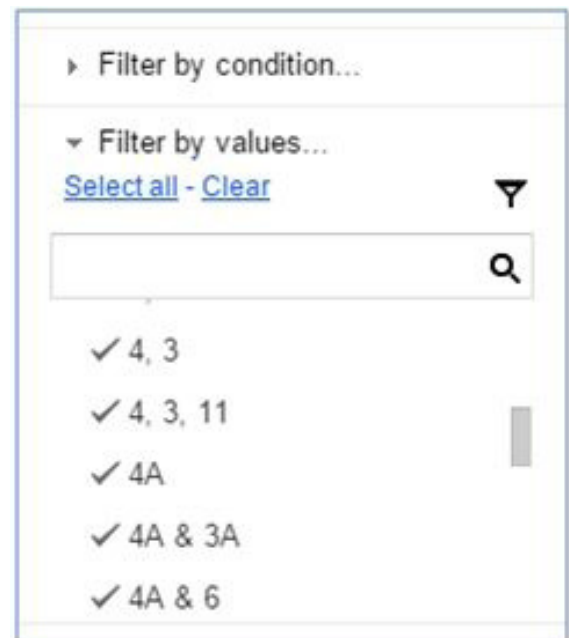 Filter by condition...
Filter by values...
Select all - Clear
4, 3
4, 3, 11
4A
4A & 3A
4A & 6